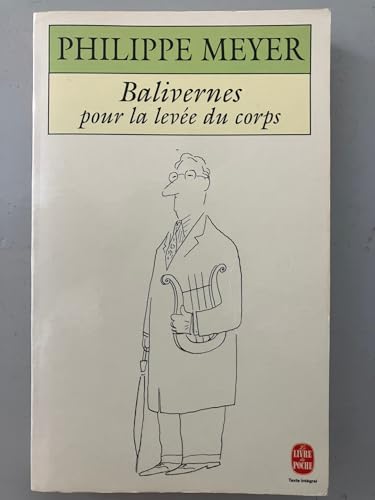 PHILIPPE MEYER
Balivernes
pour la levée du corps
Le
LIVRE
de
POCHE
Texte intégral